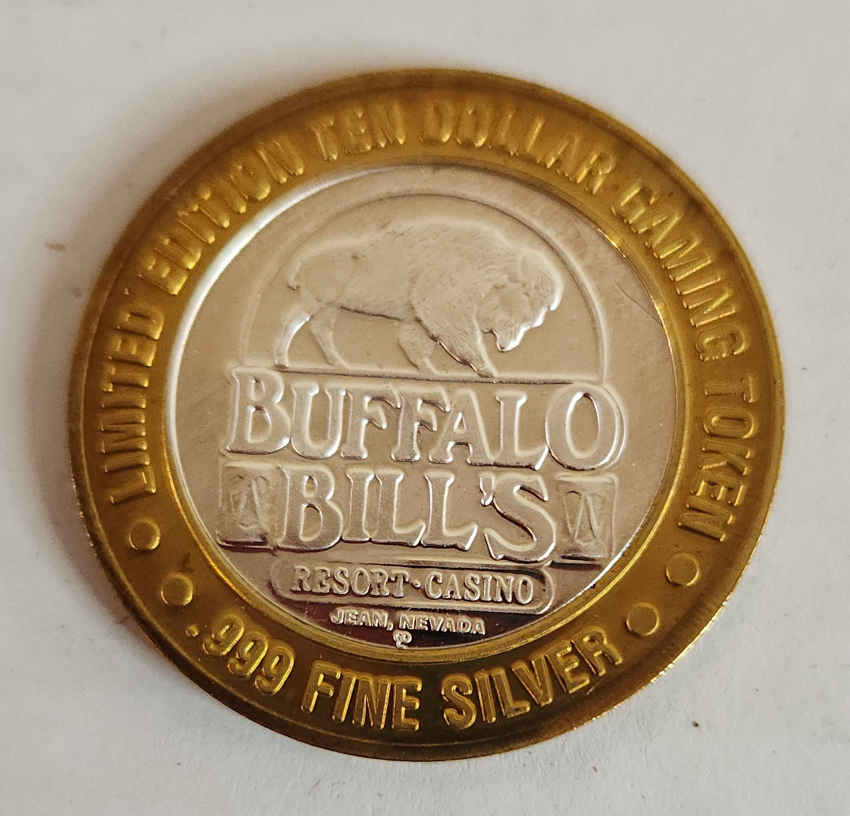 LIMITED EDITION TEN DOLLAR GAMING TOKEN
BUFFALO
BILL'S
RESORT·CASINO
JEAN, NEVADA
.999 FINE SILVER